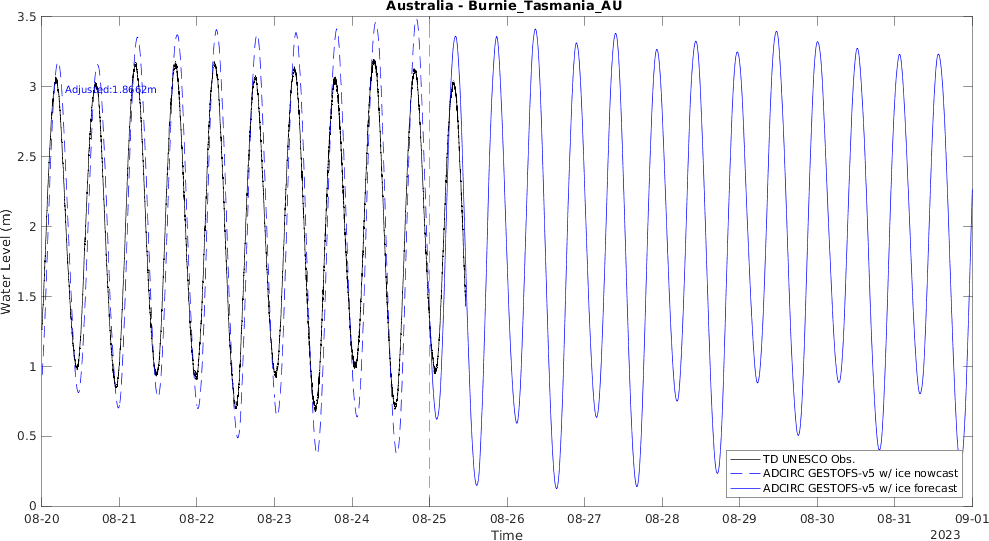 Australia - Burnie_Tasmania_AU
3.5
3
2.5
2
1.5
1
0.5
0
Water Level (m)
Adjusted:1.8662m
TD UNESCO Obs.
ADCIRC GESTOFS-v5 w/ ice nowcast
ADCIRC GESTOFS-v5 w/ ice forecast
08-20 08-21 08-22 08-23 08-24 08-25 08-26 08-27 08-28 08-29 08-30 08-31 09-01
Time
2023